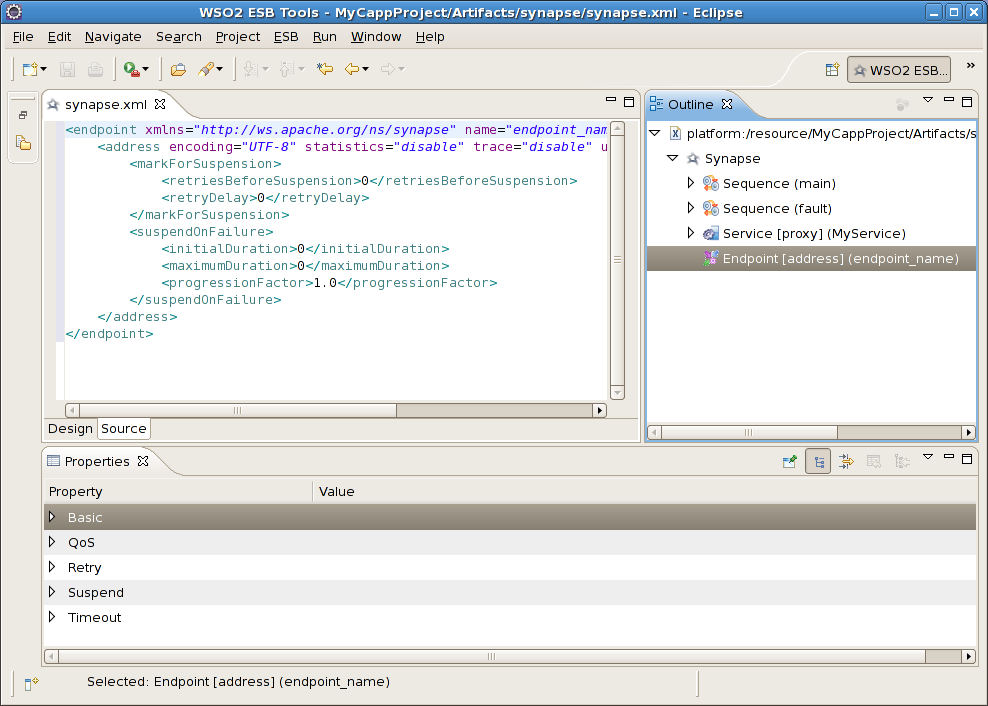 WSO2 ESB Tools - MyCappProject/Artifacts/synapse/synapse.xml - Eclipse
File Edit Navigate Search Project ESB Run Window Help
WSO2 ESB... »
synapse.xml
<endpoint xmlns="http://ws.apache.org/ns/synapse" name="endpoint_nam
<address encoding="UTF-8" statistics="disable" trace="disable" u
<markForSuspension>
<retriesBeforeSuspension>0</retriesBeforeSuspension>
<retryDelay>0</retryDelay>
</markForSuspension>
<suspendOnFailure>
<initialDuration>0</initialDuration>
<maximumDuration>0</maximumDuration>
<progressionFactor>1.0</progressionFactor>
</suspendOnFailure>
</address>
</endpoint>
Design Source
Outline
platform:/resource/MyCappProject/Artifacts/s
Synapse
Sequence (main)
Sequence (fault)
Service [proxy] (MyService)
Endpoint [address] (endpoint_name)
Properties
Property Value
Basic
QoS
Retry
Suspend
Timeout
Selected: Endpoint [address] (endpoint_name)